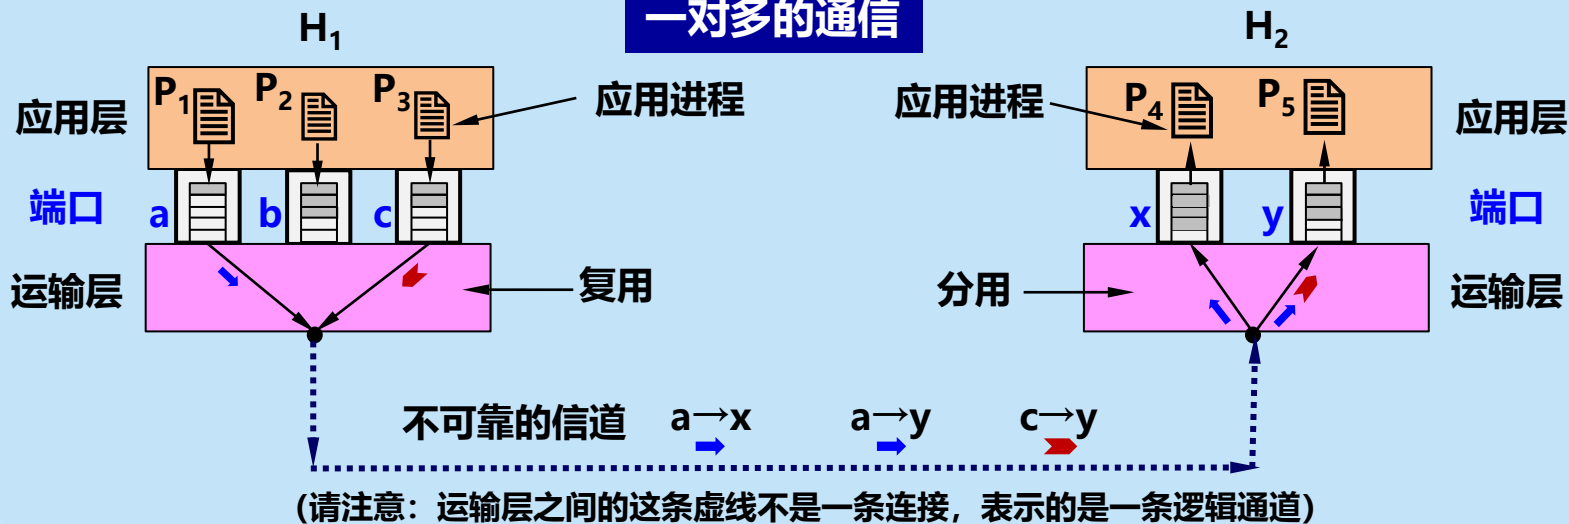 一对多的通信
H₁
H₂
P₁
P₂
P₃
应用进程
应用进程
P₄
P₅
应用层
应用层
端口
a
b
c
x
y
端口
运输层
复用
分用
运输层
不可靠的信道
a→x
a→y
c→y
(请注意：运输层之间的这条虚线不是一条连接，表示的是一条逻辑通道)